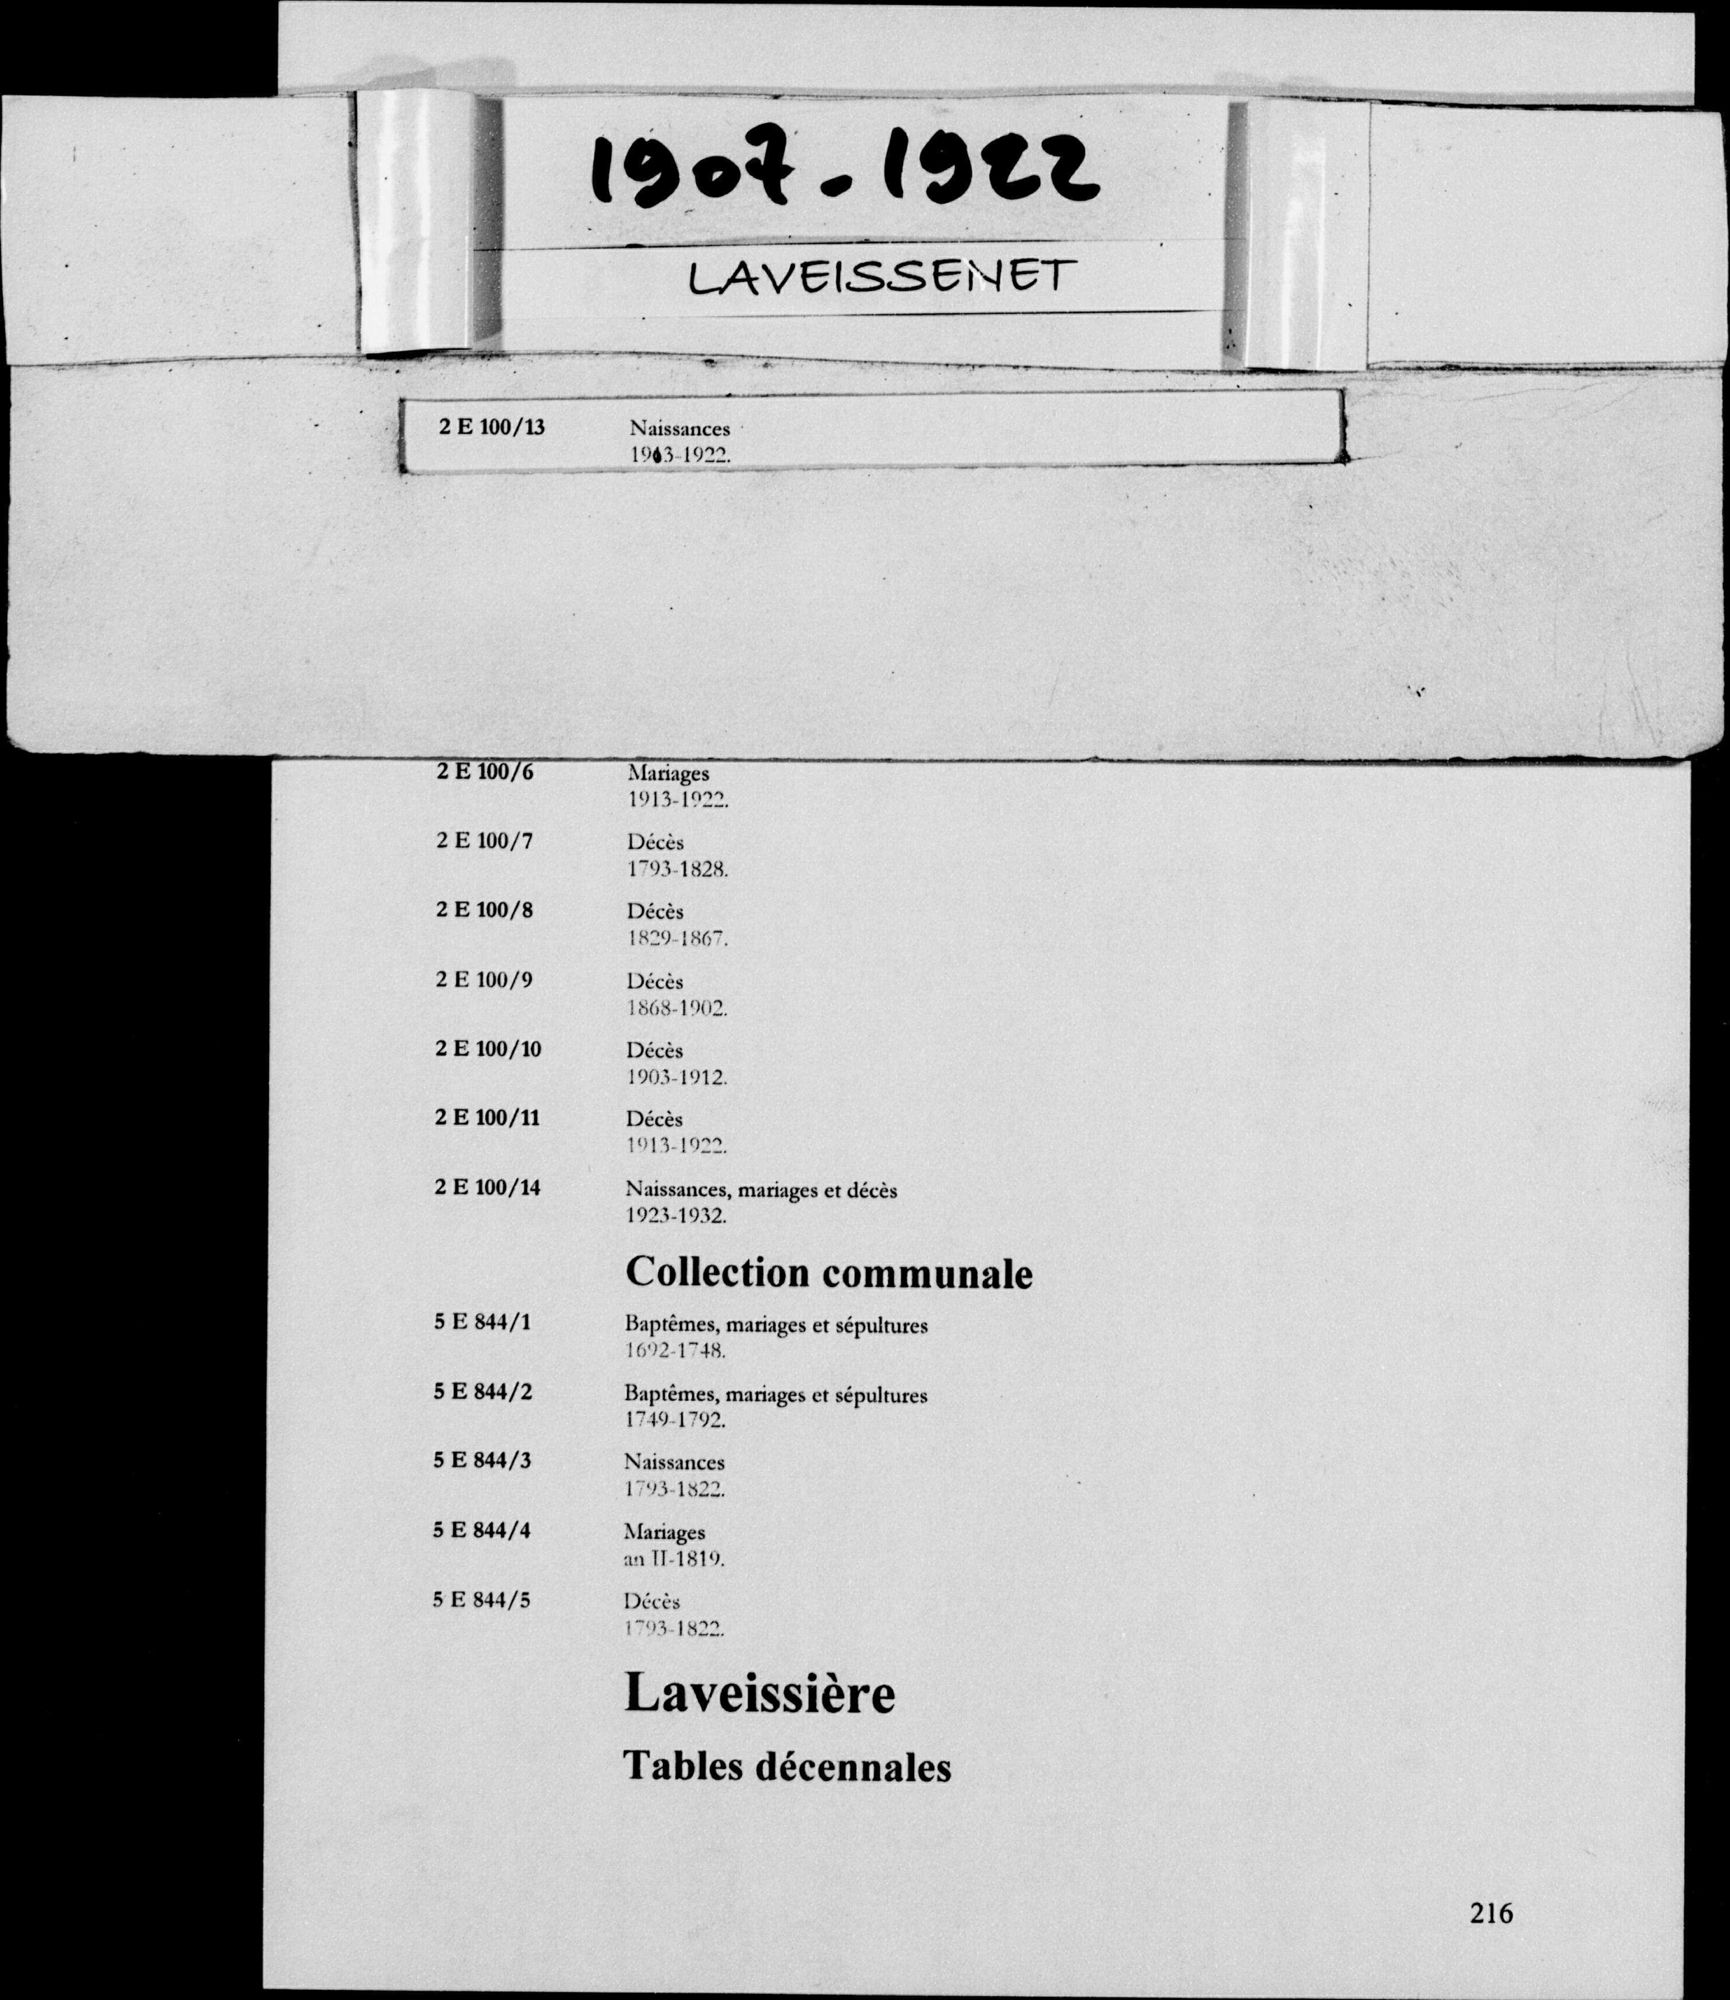 1907-1922
LAVEISSENET
2 E 100/13 Naissances
1903-1922.
2 E 100/6 Mariages
1913-1922.
2 E 100/7 Décès
1793-1828.
2 E 100/8 Décès
1829-1867.
2 E 100/9 Décès
1868-1902.
2 E 100/10 Décès
1903-1912.
2 E 100/11 Décès
1913-1922.
2 E 100/14 Naissances, mariages et décès
1923-1932.
Collection communale
5 E 844/1 Baptêmes, mariages et sépultures
1692-1748.
5 E 844/2 Baptêmes, mariages et sépultures
1749-1792.
5 E 844/3 Naissances
1793-1822.
5 E 844/4 Mariages
an II-1819.
5 E 844/5 Décès
1793-1822.
Laveissière
Tables décennales
216